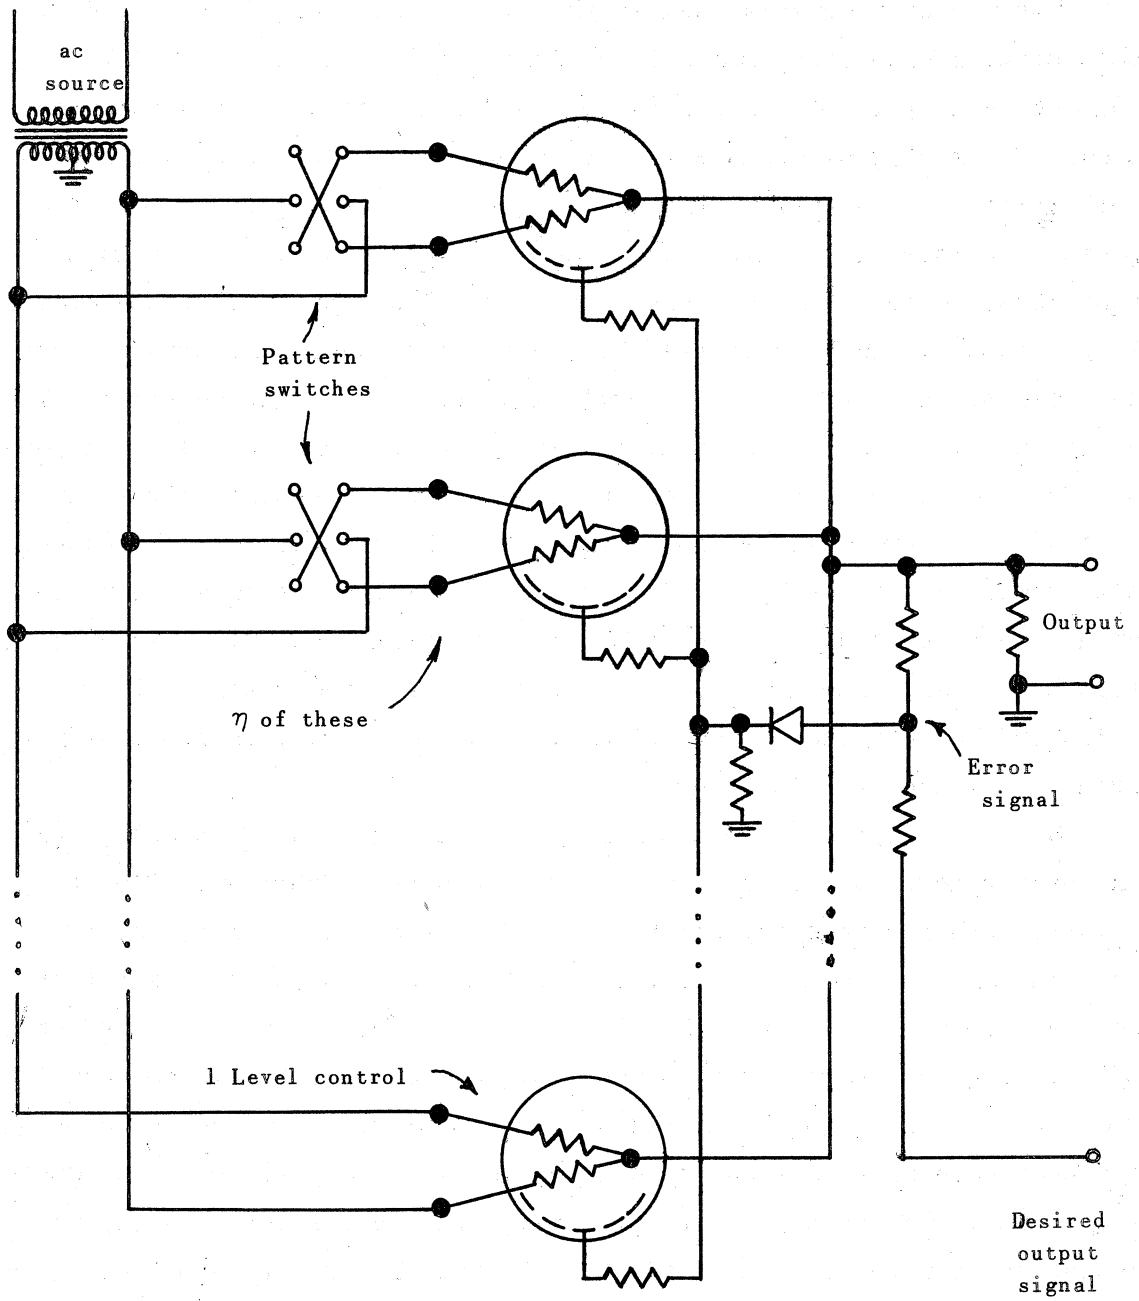 ac
source
Pattern
switches
η of these
Output
Error
signal
1 Level control
Desired
output
signal